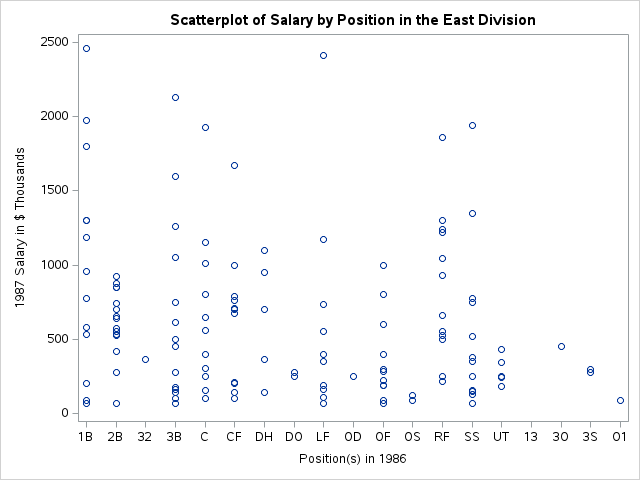 Scatterplot of Salary by Position in the East Division
2500
2000
1500
1000
500
0
1987 Salary in $ Thousands
1B 2B 32 3B C CF DH DO LF OD OF OS RF SS UT 13 3O 3S O1
Position(s) in 1986